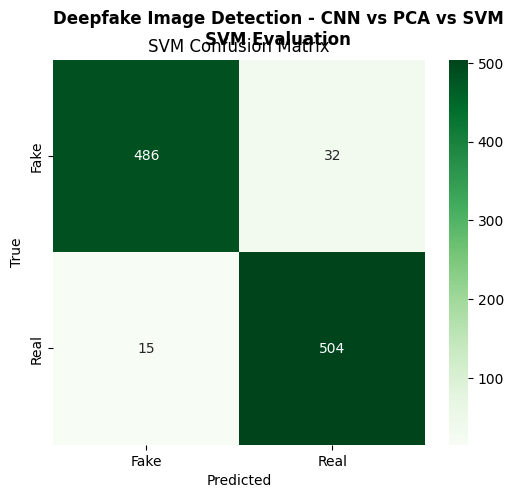 Deepfake Image Detection - CNN vs PCA vs SVM
SVM Evaluation
SVM Confusion Matrix
Fake
486
32
500
400
300
200
100
True
Real
15
504
Fake
Real
Predicted